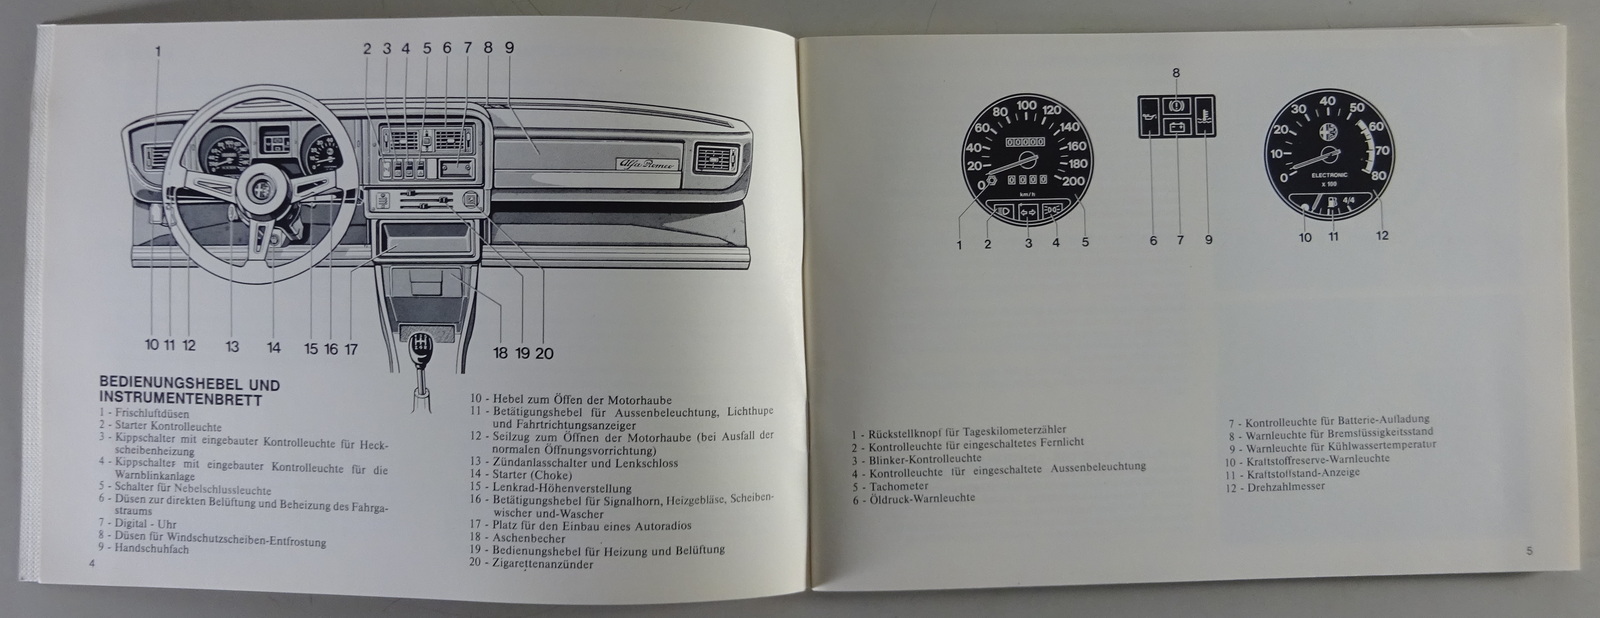 1
2 3 4 5 6 7 8 9
Alfa Romeo
10 11 12 13 14 15 16 17
18 19 20
BEDIENUNGSHEBEL UND
INSTRUMENTENBRETT
1 - Frischluftdüsen
2 - Starter Kontrolleuchte
3 - Kippschalter mit eingebauter Kontrolleuchte für Heck-
scheibenheizung
4 - Kippschalter mit eingebauter Kontrolleuchte für die
Warnblinkanlage
5 - Schalter für Nebelschlussleuchte
6 - Düsen zur direkten Belüftung und Beheizung des Fahrga-
straums
7 - Digital - Uhr
8 - Düsen für Windschutzscheiben-Entfrostung
9 - Handschuhfach
4
10 - Hebel zum Öffen der Motorhaube
11 - Betätigungshebel für Aussenbeleuchtung, Lichthupe
und Fahrtrichtungsanzeiger
12 - Seilzug zum Öffnen der Motorhaube (bei Ausfall der
normalen Öffnungsvorrichtung)
13 - Zündanlasschalter und Lenkschloss
14 - Starter (Choke)
15 - Lenkrad-Höhenverstellung
16 - Betätigungshebel für Signalhorn, Heizgebläse, Scheiben-
wischer und-Wascher
17 - Platz für den Einbau eines Autoradios
18 - Aschenbecher
19 - Bedienungshebel für Heizung und Belüftung
20 - Zigarettenanzünder
0 20 40 60 80 100 120 140 160 180 200
00000
0000
km/h
1 2 3 4 5
8
6 7 9
0 10 20 30 40 50 60 70 80
ELECTRONIC
x 100
4/4
10 11 12
1 - Rückstellknopf für Tageskilometerzähler
2 - Kontrolleuchte für eingeschaltetes Fernlicht
3 - Blinker-Kontrolleuchte
4 - Kontrolleuchte für eingeschaltete Aussenbeleuchtung
5 - Tachometer
6 - Öldruck-Warnleuchte
7 - Kontrolleuchte für Batterie-Aufladung
8 - Warnleuchte für Bremslüssigkeitsstand
9 - Warnleuchte für Kühlwassertemperatur
10 - Kraftstoffreserve-Warnleuchte
11 - Kraftstoffstand-Anzeige
12 - Drehzahlmesser
5